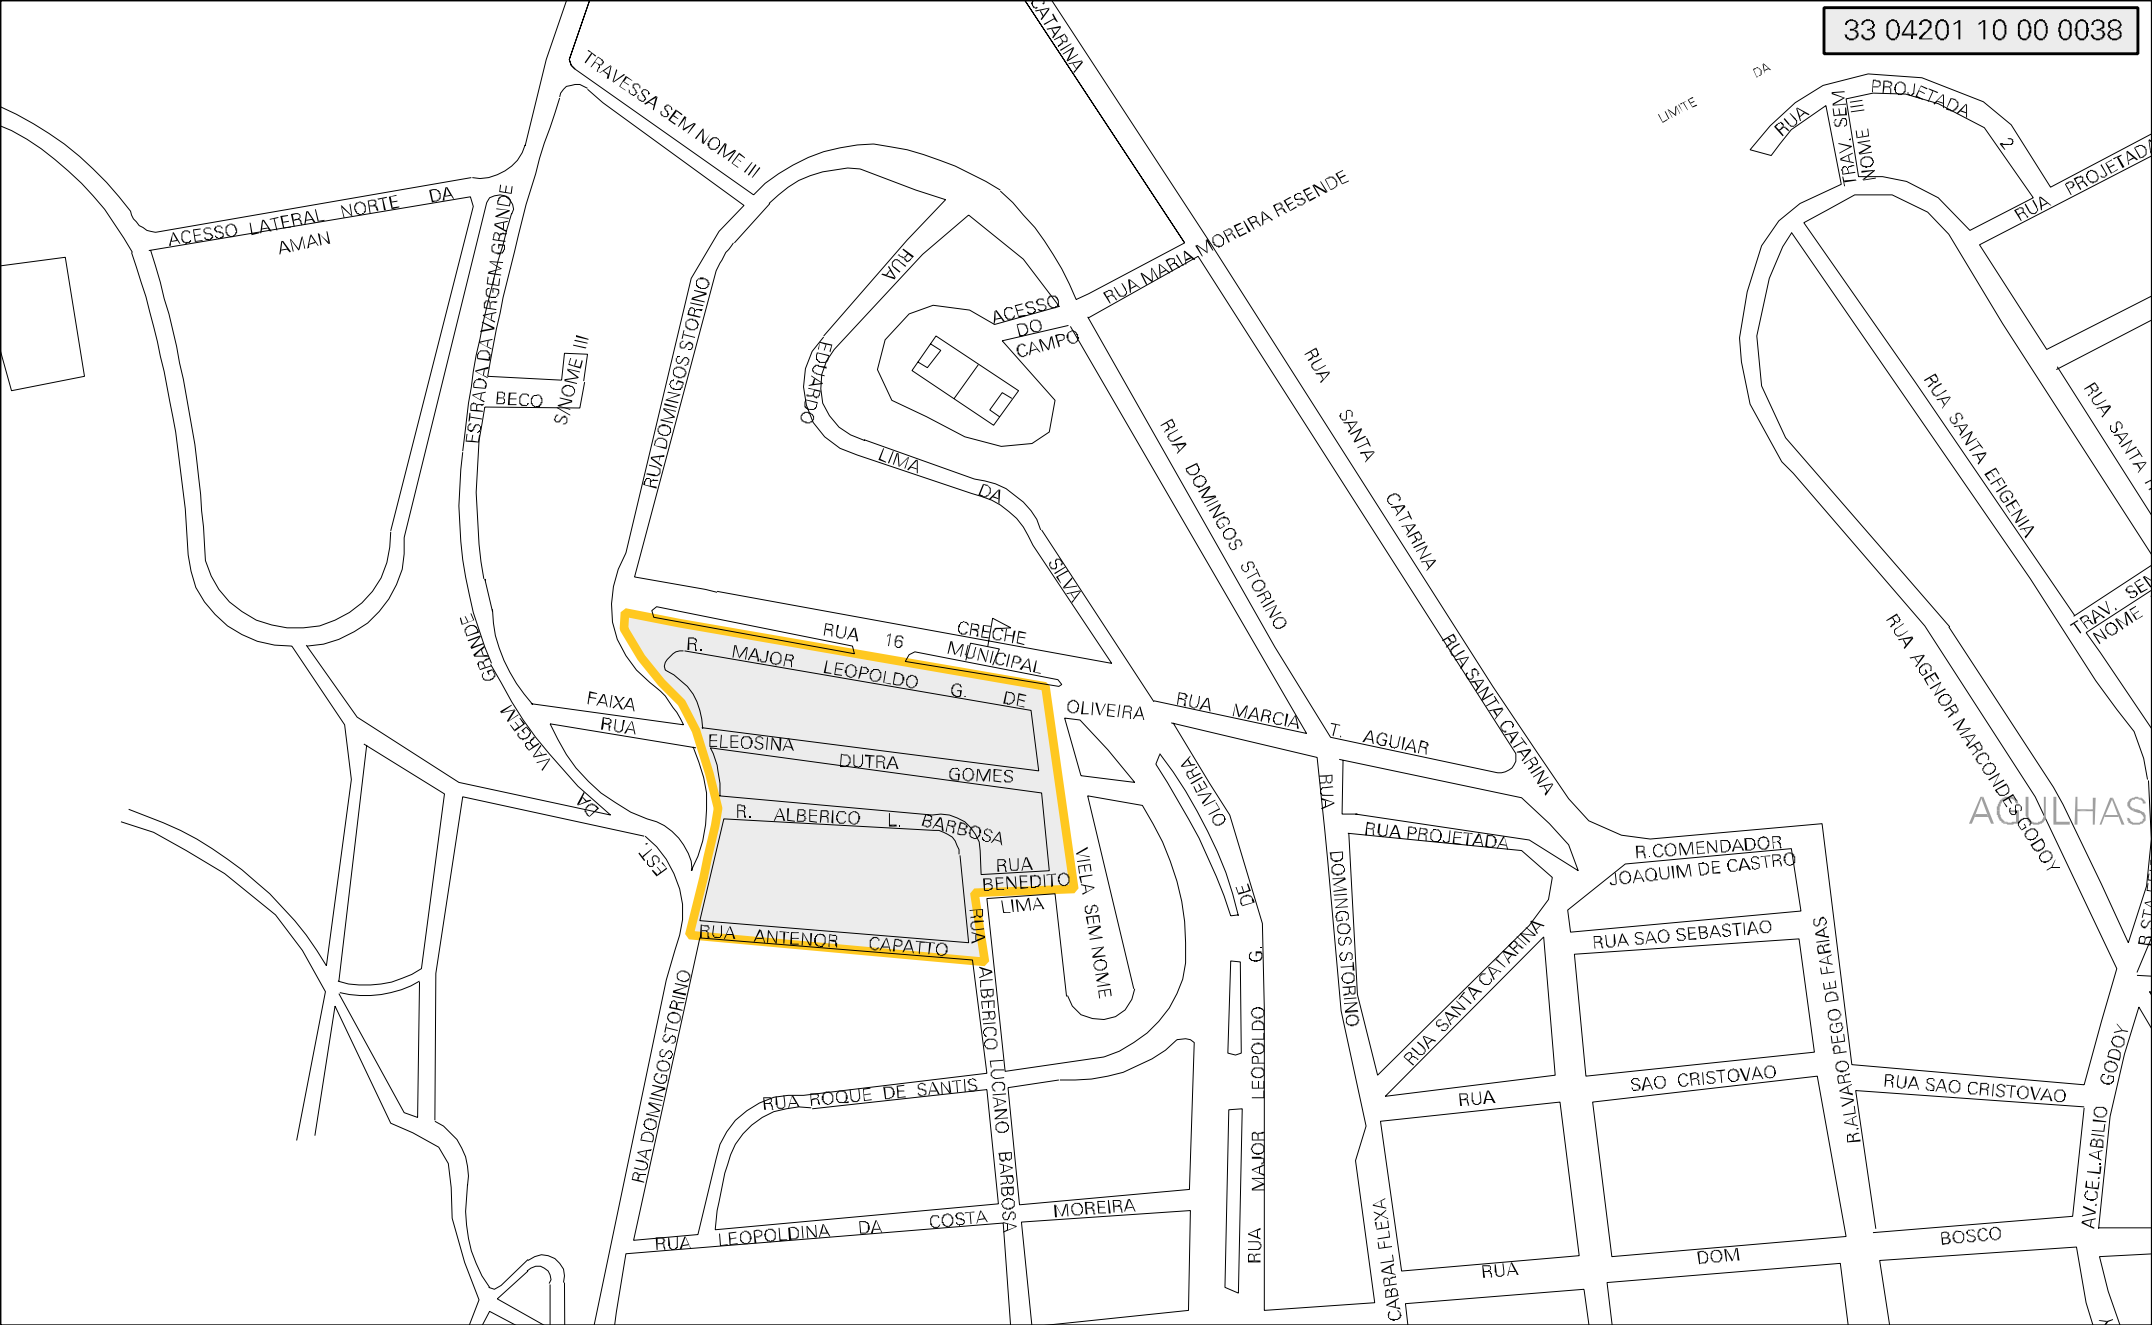 33 04201 10 00 0038
CATARINA
DA
LIMITE
RUA
PROJETADA
2
TRAV. SEM
NOME III
RUA
PROJETADA
TRAVESSA SEM NOME III
ACESSO LATERAL NORTE DA
AMAN
ESTRADA DA VARGEM GRANDE
BECO
S/NOME III
RUA DOMINGOS STORINO
RUA
EDUARDO
LIMA
DA
SILVA
ACESSO
DO
CAMPO
RUA MARIA MOREIRA RESENDE
RUA
SANTA
CATARINA
RUA DOMINGOS STORINO
RUA SANTA EFIGENIA
RUA SANTA
TRAV. SEM
NOME
RUA AGENOR MARCONDES GODOY
AGULHAS
RUA 16
CRECHE
MUNICIPAL
R. MAJOR LEOPOLDO G. DE
OLIVEIRA
RUA MARCIA
T. AGUIAR
RUA SANTA CATARINA
GRANDE
VARGEM
DA
EST.
FAIXA
RUA
ELEOSINA
DUTRA
GOMES
R. ALBERICO L. BARBOSA
RUA
BENEDITO
LIMA
VIELA SEM NOME
RUA ANTENOR CAPATTO
RUA
ALBERICO LUCIANO BARBOSA
OLIVEIRA
DE
G.
LEOPOLDO
MAJOR
RUA
RUA
DOMINGOS STORINO
RUA PROJETADA
R.COMENDADOR
JOAQUIM DE CASTRO
RUA SAO SEBASTIAO
RUA SANTA CATARINA
R.ALVARO PEGO DE FARIAS
RUA DOMINGOS STORINO
RUA ROQUE DE SANTIS
RUA
SAO CRISTOVAO
RUA SAO CRISTOVAO
AV.CE.L.ABILIO GODOY
RUA LEOPOLDINA DA COSTA MOREIRA
CABRAL FLEXA
RUA
DOM
BOSCO